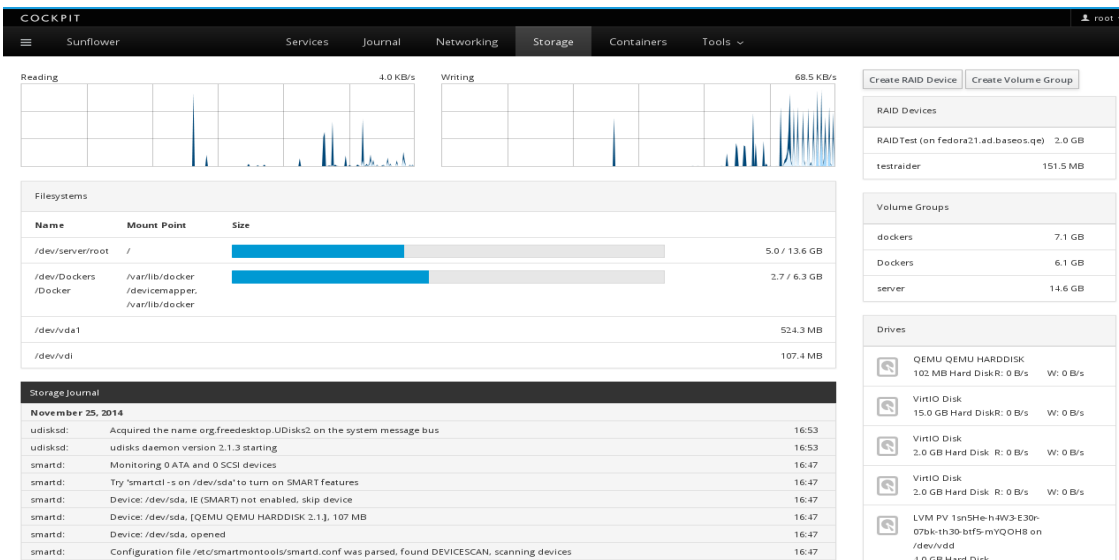 COCKPIT
root
Sunflower Services Journal Networking Storage Containers Tools
Reading 4.0 KB/s Writing 68.5 KB/s
Create RAID Device Create Volume Group
RAID Devices
RAIDTest (on fedora21.ad.baseos.qe) 2.0 GB
testraider 151.5 MB
Filesystems
Name Mount Point Size
/dev/server/root / 5.0 / 13.6 GB
/dev/Dockers /var/lib/docker 2.7 / 6.3 GB
/Docker /devicemapper,
/var/lib/docker
/dev/vda1 524.3 MB
/dev/vdi 107.4 MB
Volume Groups
dockers 7.1 GB
Dockers 6.1 GB
server 14.6 GB
Storage Journal
November 25, 2014
udisksd: Acquired the name org.freedesktop.UDisks2 on the system message bus 16:53
udisksd: udisks daemon version 2.1.3 starting 16:53
smartd: Monitoring 0 ATA and 0 SCSI devices 16:47
smartd: Try 'smartctl -s on /dev/sda' to turn on SMART features 16:47
smartd: Device: /dev/sda, IE (SMART) not enabled, skip device 16:47
smartd: Device: /dev/sda, [QEMU QEMU HARDDISK 2.1.], 107 MB 16:47
smartd: Device: /dev/sda, opened 16:47
smartd: Configuration file /etc/smartmontools/smartd.conf was parsed, found DEVICESCAN, scanning devices 16:47
Drives
QEMU QEMU HARDDISK
102 MB Hard Disk R: 0 B/s W: 0 B/s
VirtIO Disk
15.0 GB Hard Disk R: 0 B/s W: 0 B/s
VirtIO Disk
2.0 GB Hard Disk R: 0 B/s W: 0 B/s
VirtIO Disk
2.0 GB Hard Disk R: 0 B/s W: 0 B/s
LVM PV 1sn5He-h4W3-E30r-
07bk-th30-btf5-mYQOH8 on
/dev/vdd
1.0 GB Hard Disk